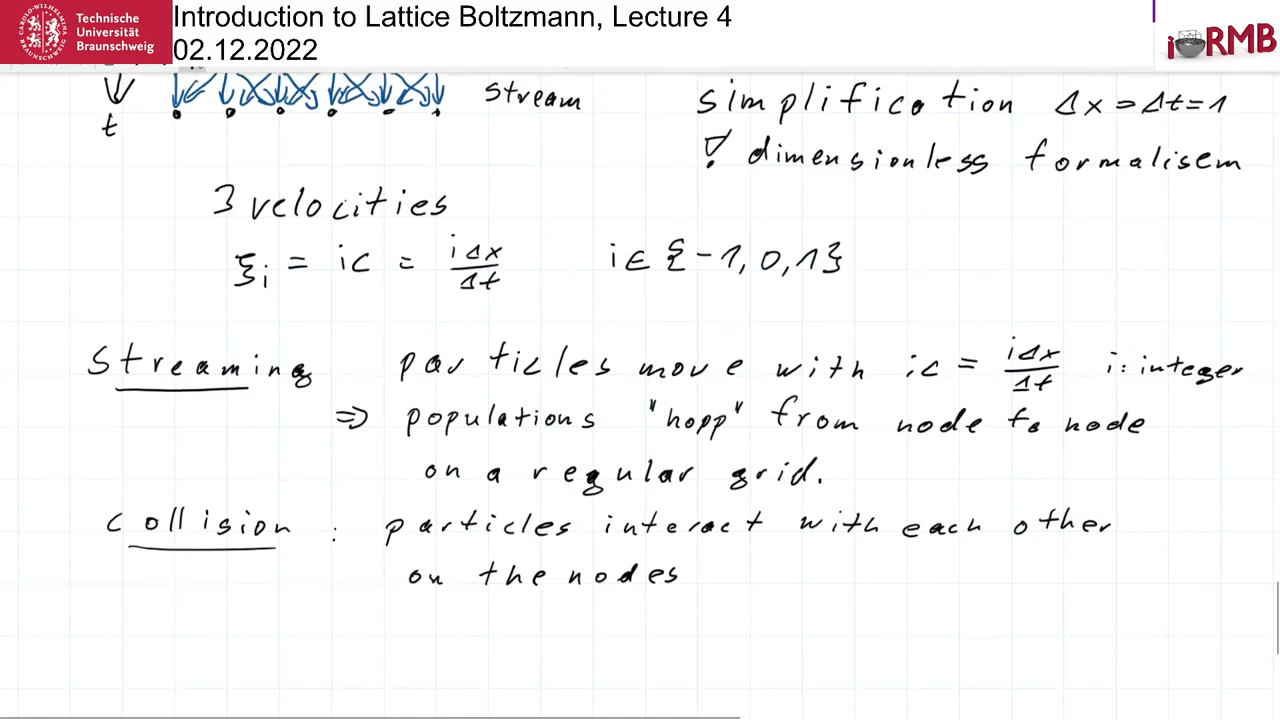 Technische
Universität
Braunschweig
Introduction to Lattice Boltzmann, Lecture 4
02.12.2022
iRMB
t
stream
simplification Δx = Δt = 1
! dimensionless formalisem
3 velocities
ξi = ic = iΔx/Δt i ∈ {-1, 0, 1}
Streaming particles move with ic = iΔx/Δt i: integer
⇒ populations "hopp" from node to node
on a regular grid.
Collision : particles interact with each other
on the nodes